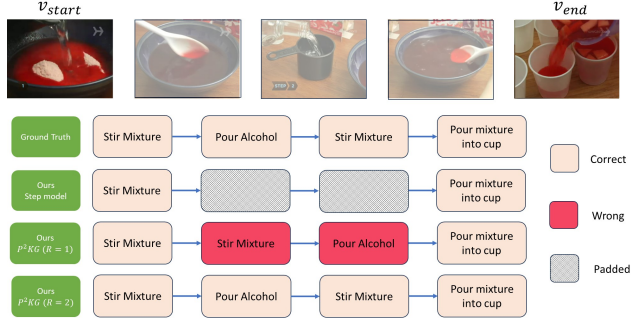 v_start
v_end
(STEP) 3
Ground Truth
Stir Mixture
Pour Alcohol
Stir Mixture
Pour mixture
into cup
Ours
Step model
Stir Mixture
Pour mixture
into cup
Ours
P²KG (R = 1)
Stir Mixture
Stir Mixture
Pour Alcohol
Pour mixture
into cup
Ours
P²KG (R = 2)
Stir Mixture
Pour Alcohol
Stir Mixture
Pour mixture
into cup
Correct
Wrong
Padded